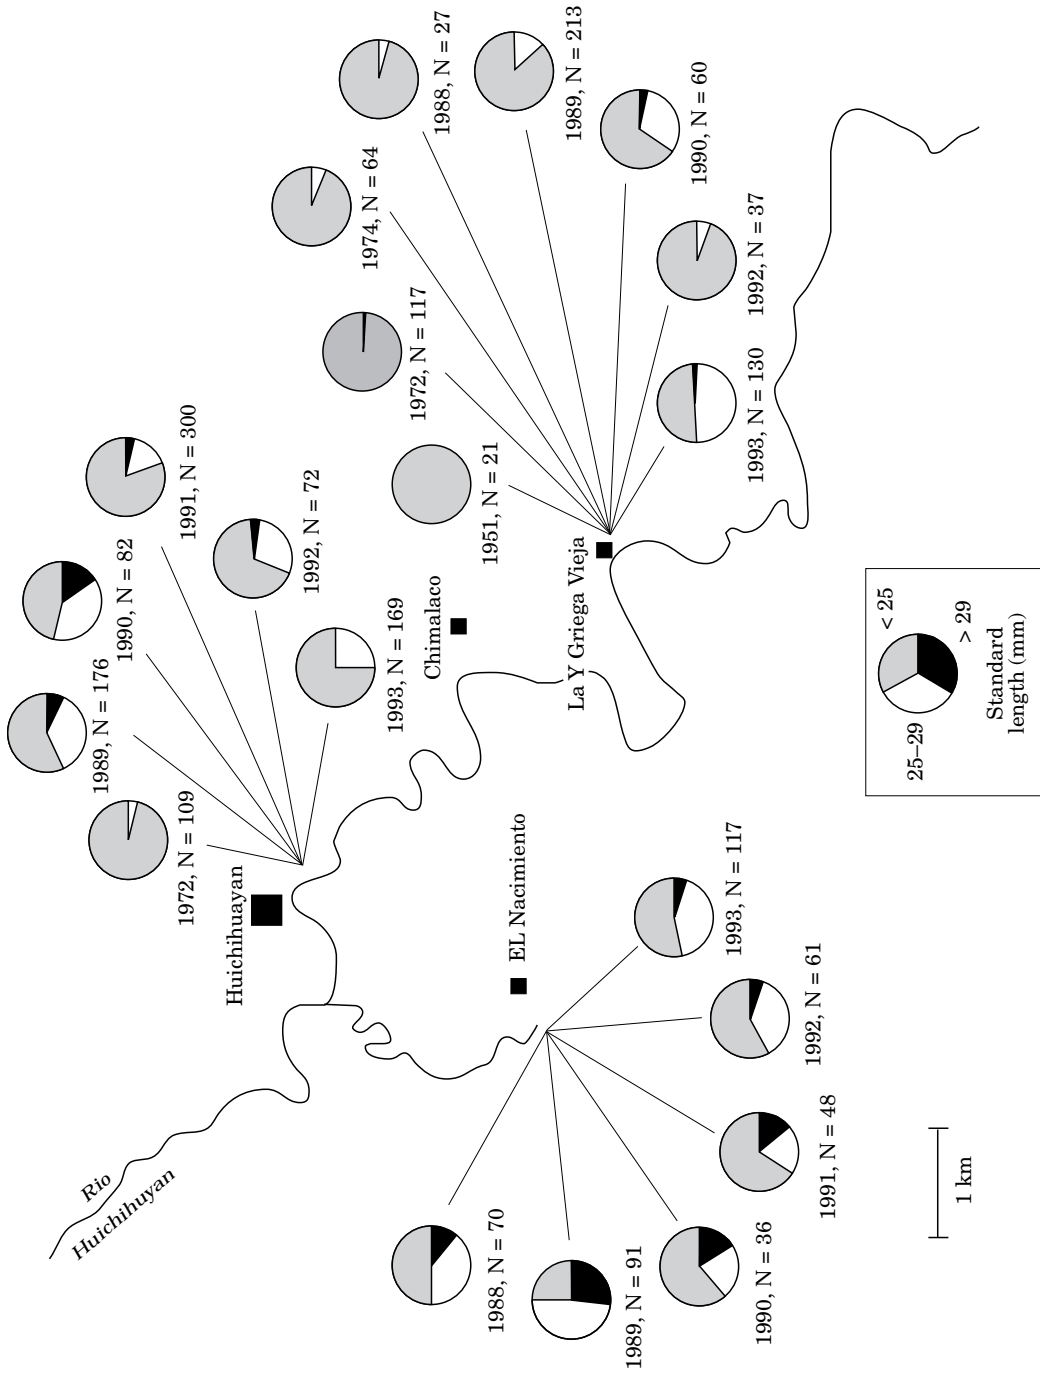 Rio
Huichihuyan
Huichihuayan
1972, N = 109
1989, N = 176
1990, N = 82
1991, N = 300
1992, N = 72
1993, N = 169
Chimalaco
La Y Griega Vieja
1951, N = 21
1972, N = 117
1974, N = 64
1988, N = 27
1989, N = 213
1990, N = 60
1992, N = 37
1993, N = 130
EL Nacimiento
1988, N = 70
1989, N = 91
1990, N = 36
1991, N = 48
1992, N = 61
1993, N = 117
1 km
25–29
< 25
> 29
Standard
length (mm)